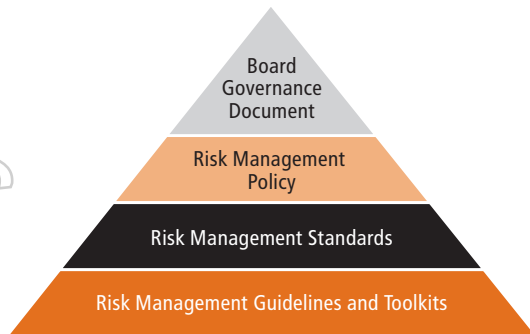 Board
Governance
Document
Risk Management
Policy
Risk Management Standards
Risk Management Guidelines and Toolkits